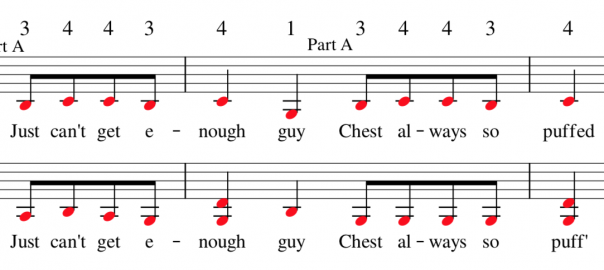 3 4 4 3 4 1 3 4 4 3 4
rt A Part A
Just can't get e - nough guy Chest al - ways so puffed
Just can't get e - nough guy Chest al - ways so puff'